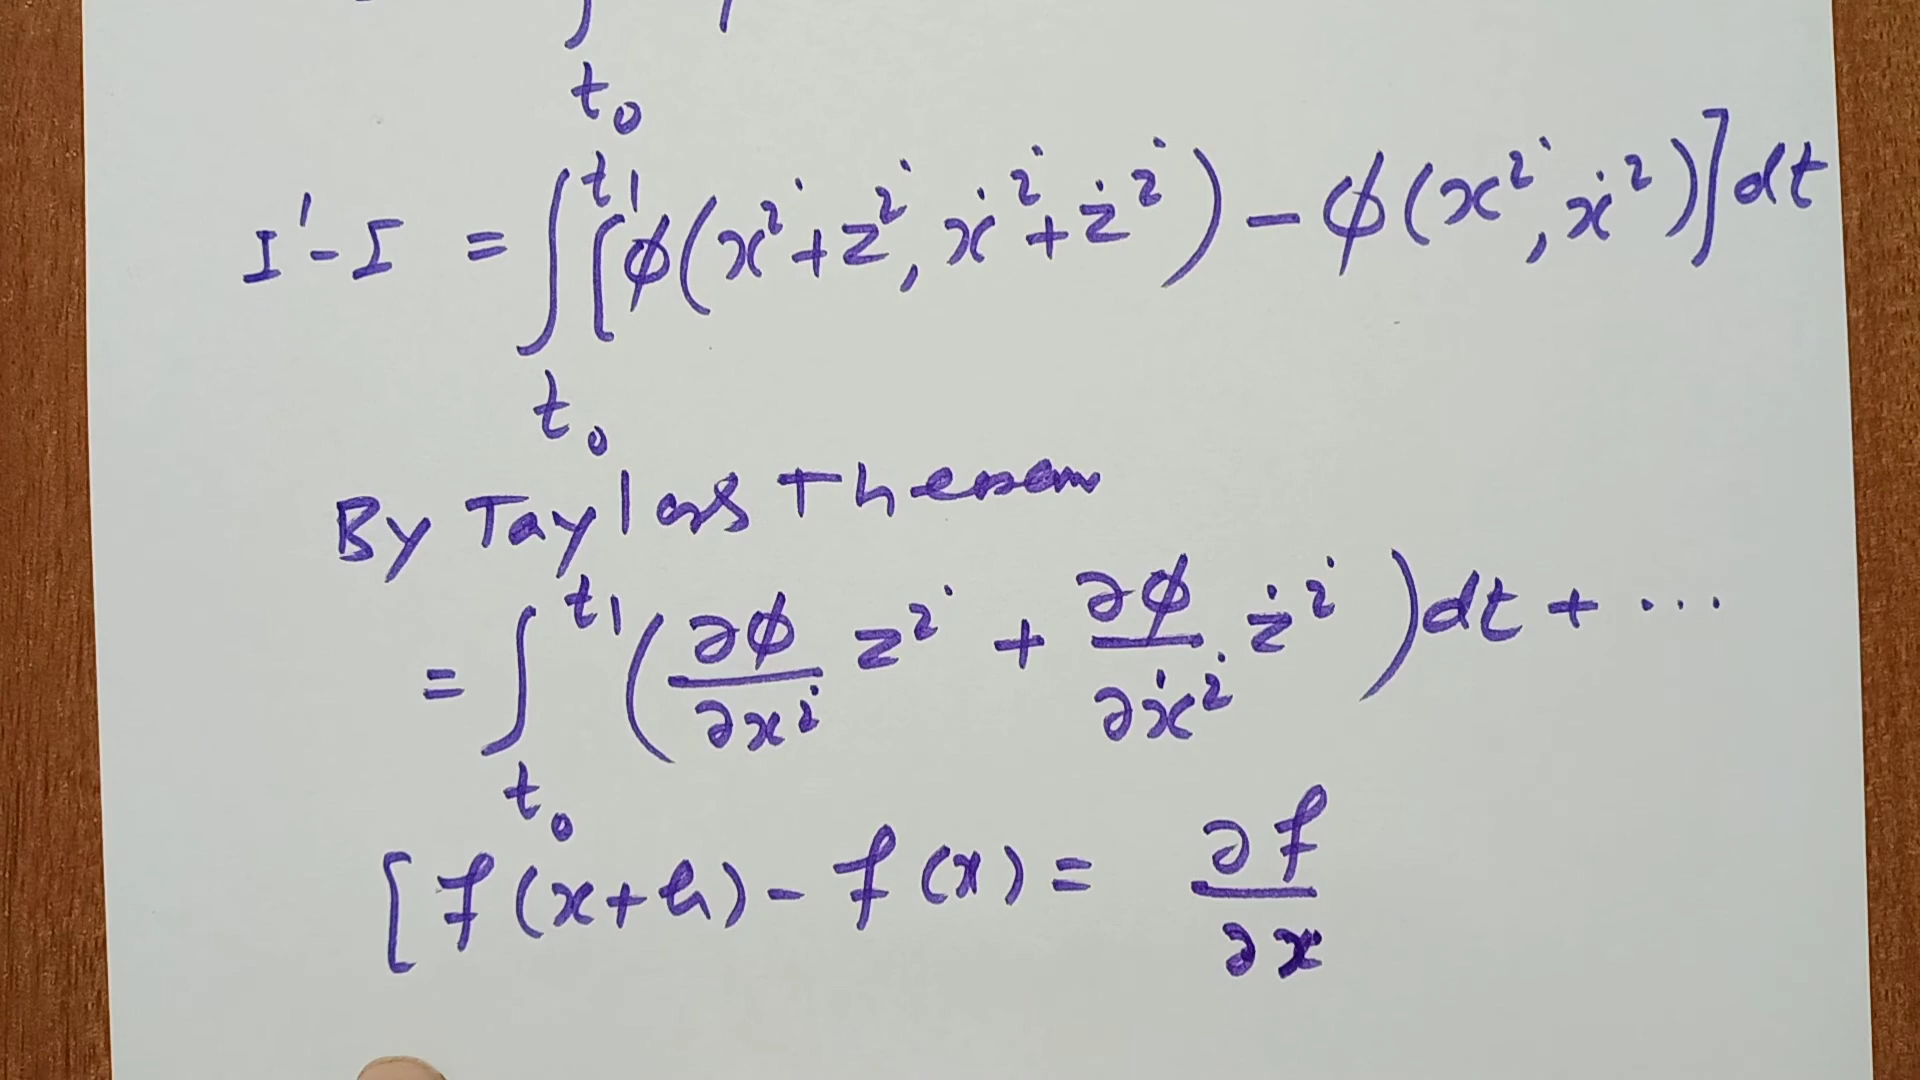 t₀
I'-I = ∫_{t₀}^{t₁} [ϕ(xⁱ+zⁱ, ẋⁱ+żⁱ) - ϕ(xⁱ, ẋⁱ)] dt
By Taylors Theorem
= ∫_{t₀}^{t₁} (∂ϕ/∂xⁱ zⁱ + ∂ϕ/∂ẋⁱ żⁱ) dt + ...
[f(x+h) - f(x) = ∂f/∂x